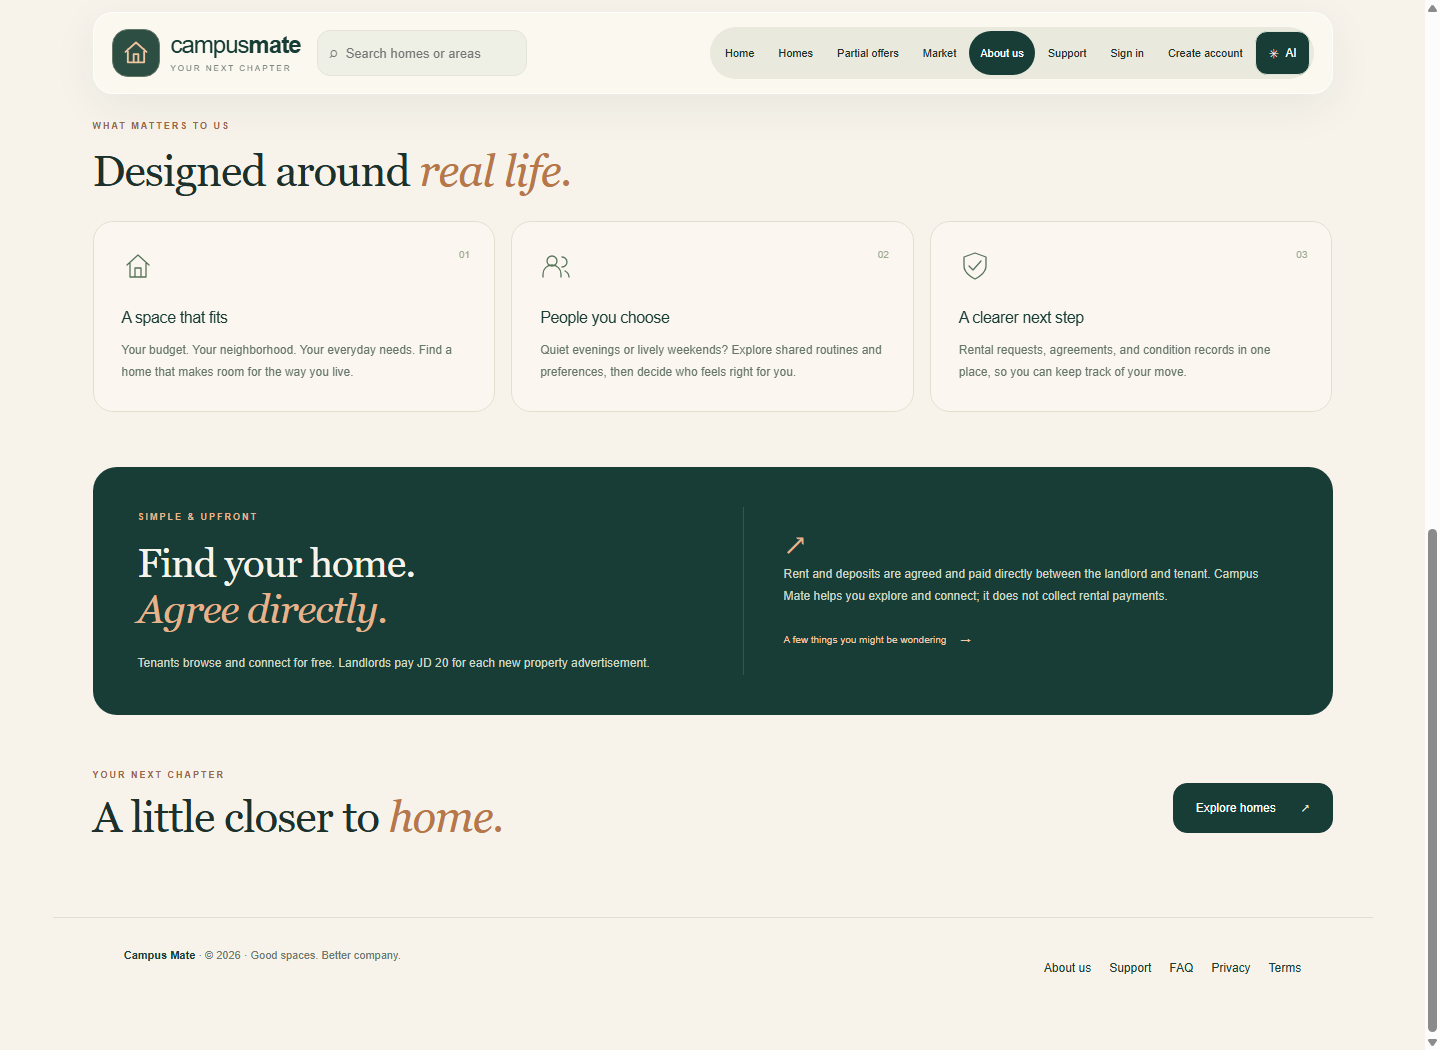 campusmate
YOUR NEXT CHAPTER
Search homes or areas
Home
Homes
Partial offers
Market
About us
Support
Sign in
Create account
AI
WHAT MATTERS TO US
Designed around real life.
01
A space that fits
Your budget. Your neighborhood. Your everyday needs. Find a
home that makes room for the way you live.
02
People you choose
Quiet evenings or lively weekends? Explore shared routines and
preferences, then decide who feels right for you.
03
A clearer next step
Rental requests, agreements, and condition records in one
place, so you can keep track of your move.
SIMPLE & UPFRONT
Find your home.
Agree directly.
Tenants browse and connect for free. Landlords pay JD 20 for each new property advertisement.
↗
Rent and deposits are agreed and paid directly between the landlord and tenant. Campus
Mate helps you explore and connect; it does not collect rental payments.
A few things you might be wondering →
YOUR NEXT CHAPTER
A little closer to home.
Explore homes ↗
Campus Mate · © 2026 · Good spaces. Better company.
About us
Support
FAQ
Privacy
Terms